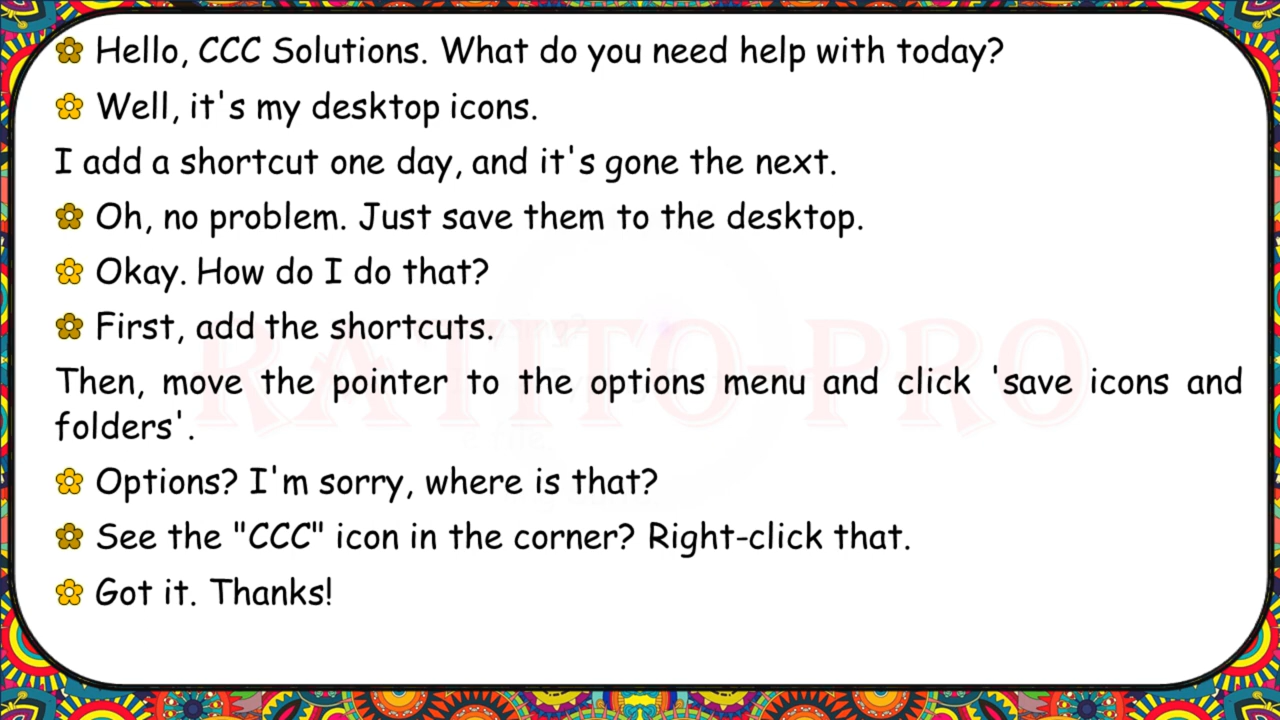 Hello, CCC Solutions. What do you need help with today?
Well, it's my desktop icons.
I add a shortcut one day, and it's gone the next.
Oh, no problem. Just save them to the desktop.
Okay. How do I do that?
First, add the shortcuts.
Then, move the pointer to the options menu and click 'save icons and
folders'.
Options? I'm sorry, where is that?
See the "CCC" icon in the corner? Right-click that.
Got it. Thanks!
RATITO-PRO